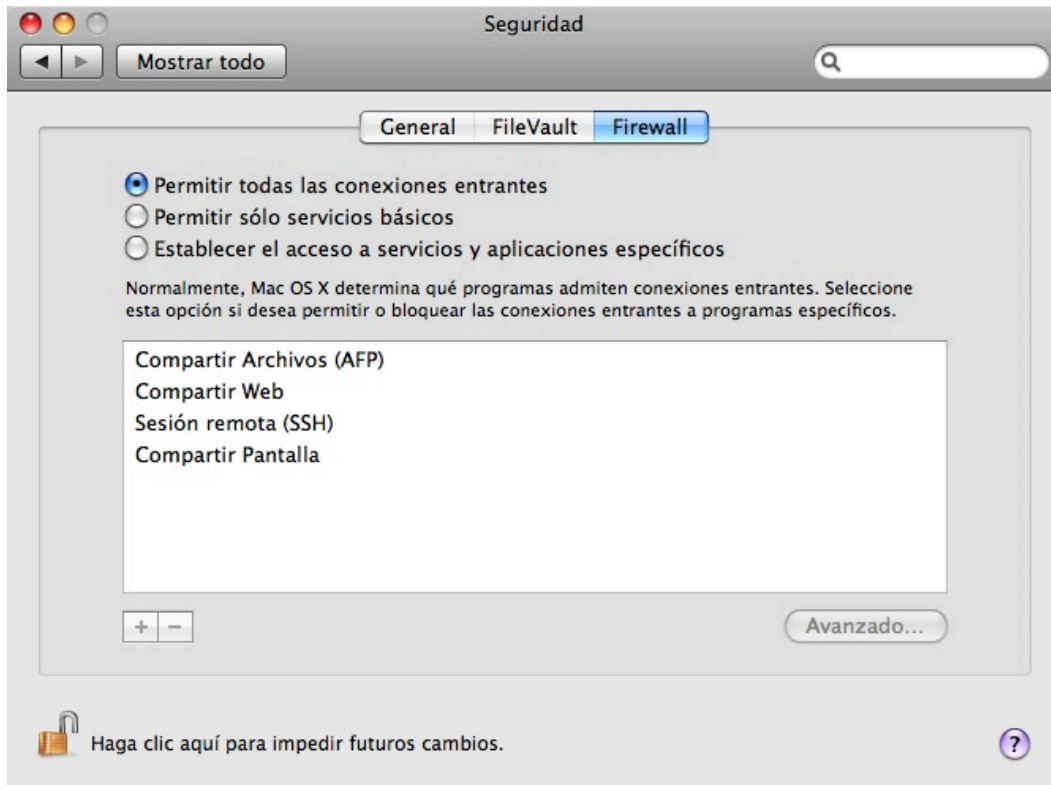 Seguridad
Mostrar todo
General FileVault Firewall
Permitir todas las conexiones entrantes
Permitir sólo servicios básicos
Establecer el acceso a servicios y aplicaciones específicos
Normalmente, Mac OS X determina qué programas admiten conexiones entrantes. Seleccione
esta opción si desea permitir o bloquear las conexiones entrantes a programas específicos.
Compartir Archivos (AFP)
Compartir Web
Sesión remota (SSH)
Compartir Pantalla
+ −
Avanzado...
Haga clic aquí para impedir futuros cambios.
?